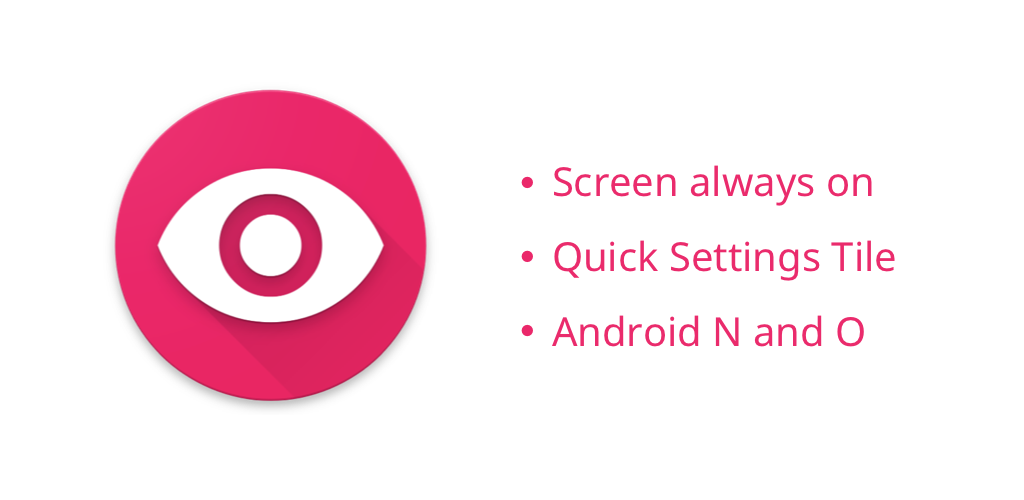 • Screen always on
• Quick Settings Tile
• Android N and O